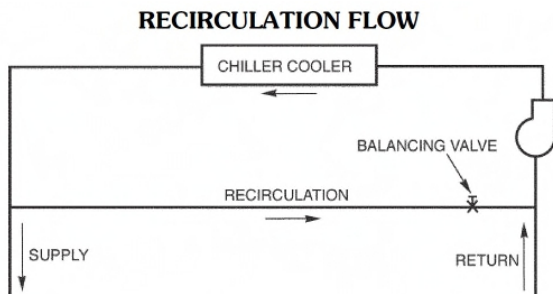 RECIRCULATION FLOW
CHILLER COOLER
BALANCING VALVE
RECIRCULATION
SUPPLY
RETURN